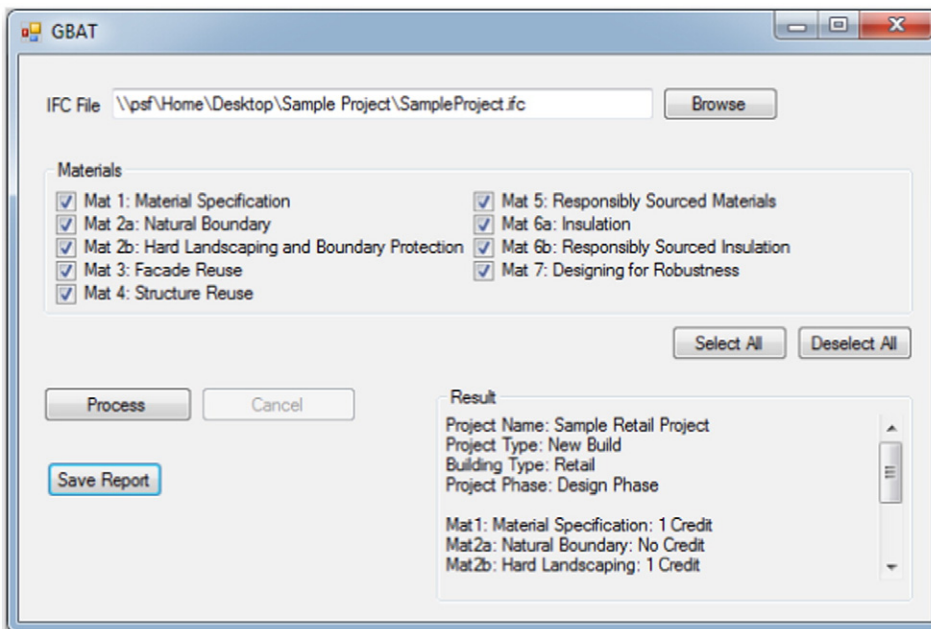 GBAT
IFC File \\psf\Home\Desktop\Sample Project\SampleProject.ifc Browse
Materials
Mat 1: Material Specification
Mat 2a: Natural Boundary
Mat 2b: Hard Landscaping and Boundary Protection
Mat 3: Facade Reuse
Mat 4: Structure Reuse
Mat 5: Responsibly Sourced Materials
Mat 6a: Insulation
Mat 6b: Responsibly Sourced Insulation
Mat 7: Designing for Robustness
Select All Deselect All
Process Cancel
Save Report
Result
Project Name: Sample Retail Project
Project Type: New Build
Building Type: Retail
Project Phase: Design Phase
Mat1: Material Specification: 1 Credit
Mat2a: Natural Boundary: No Credit
Mat2b: Hard Landscaping: 1 Credit